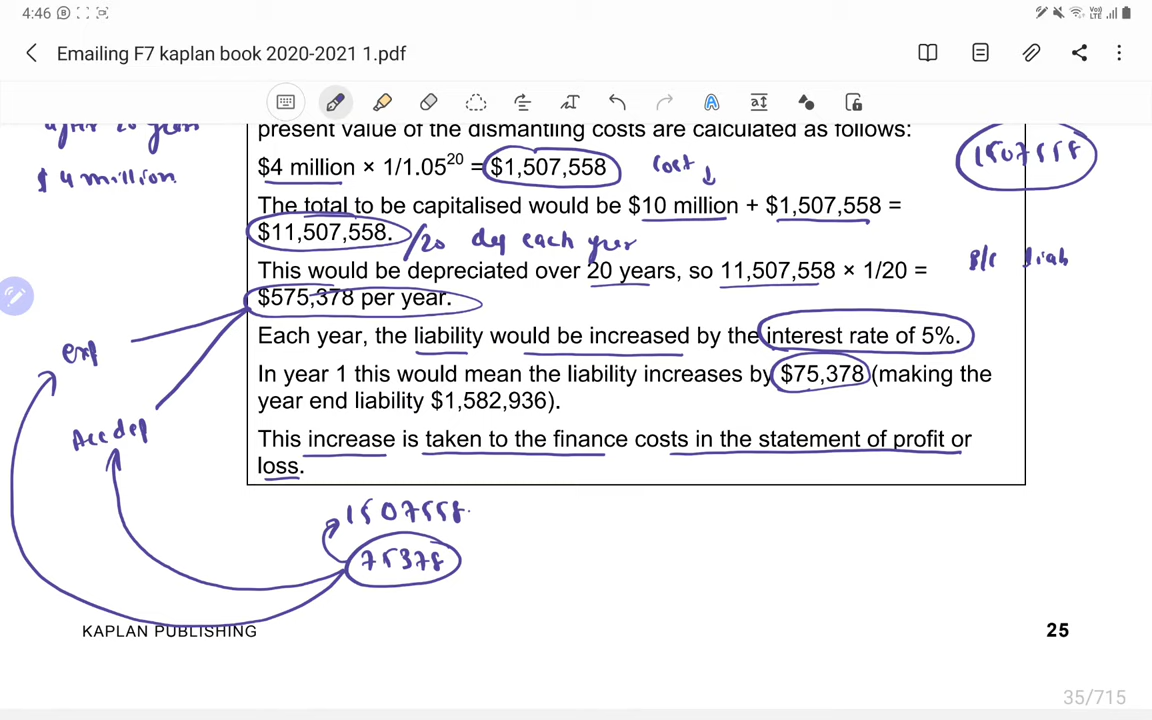 4:46
Emailing F7 kaplan book 2020-2021 1.pdf
after 20 years
$ 4 million
present value of the dismantling costs are calculated as follows:
$4 million × 1/1.05^20 = $1,507,558
cost
1507558
The total to be capitalised would be $10 million + $1,507,558 =
$11,507,558.
/20 dep each year
This would be depreciated over 20 years, so 11,507,558 × 1/20 =
$575,378 per year.
liab
Each year, the liability would be increased by the interest rate of 5%.
exp
In year 1 this would mean the liability increases by $75,378 (making the
year end liability $1,582,936).
Acc dep
This increase is taken to the finance costs in the statement of profit or
loss.
1507558
75378
KAPLAN PUBLISHING
25
35/715